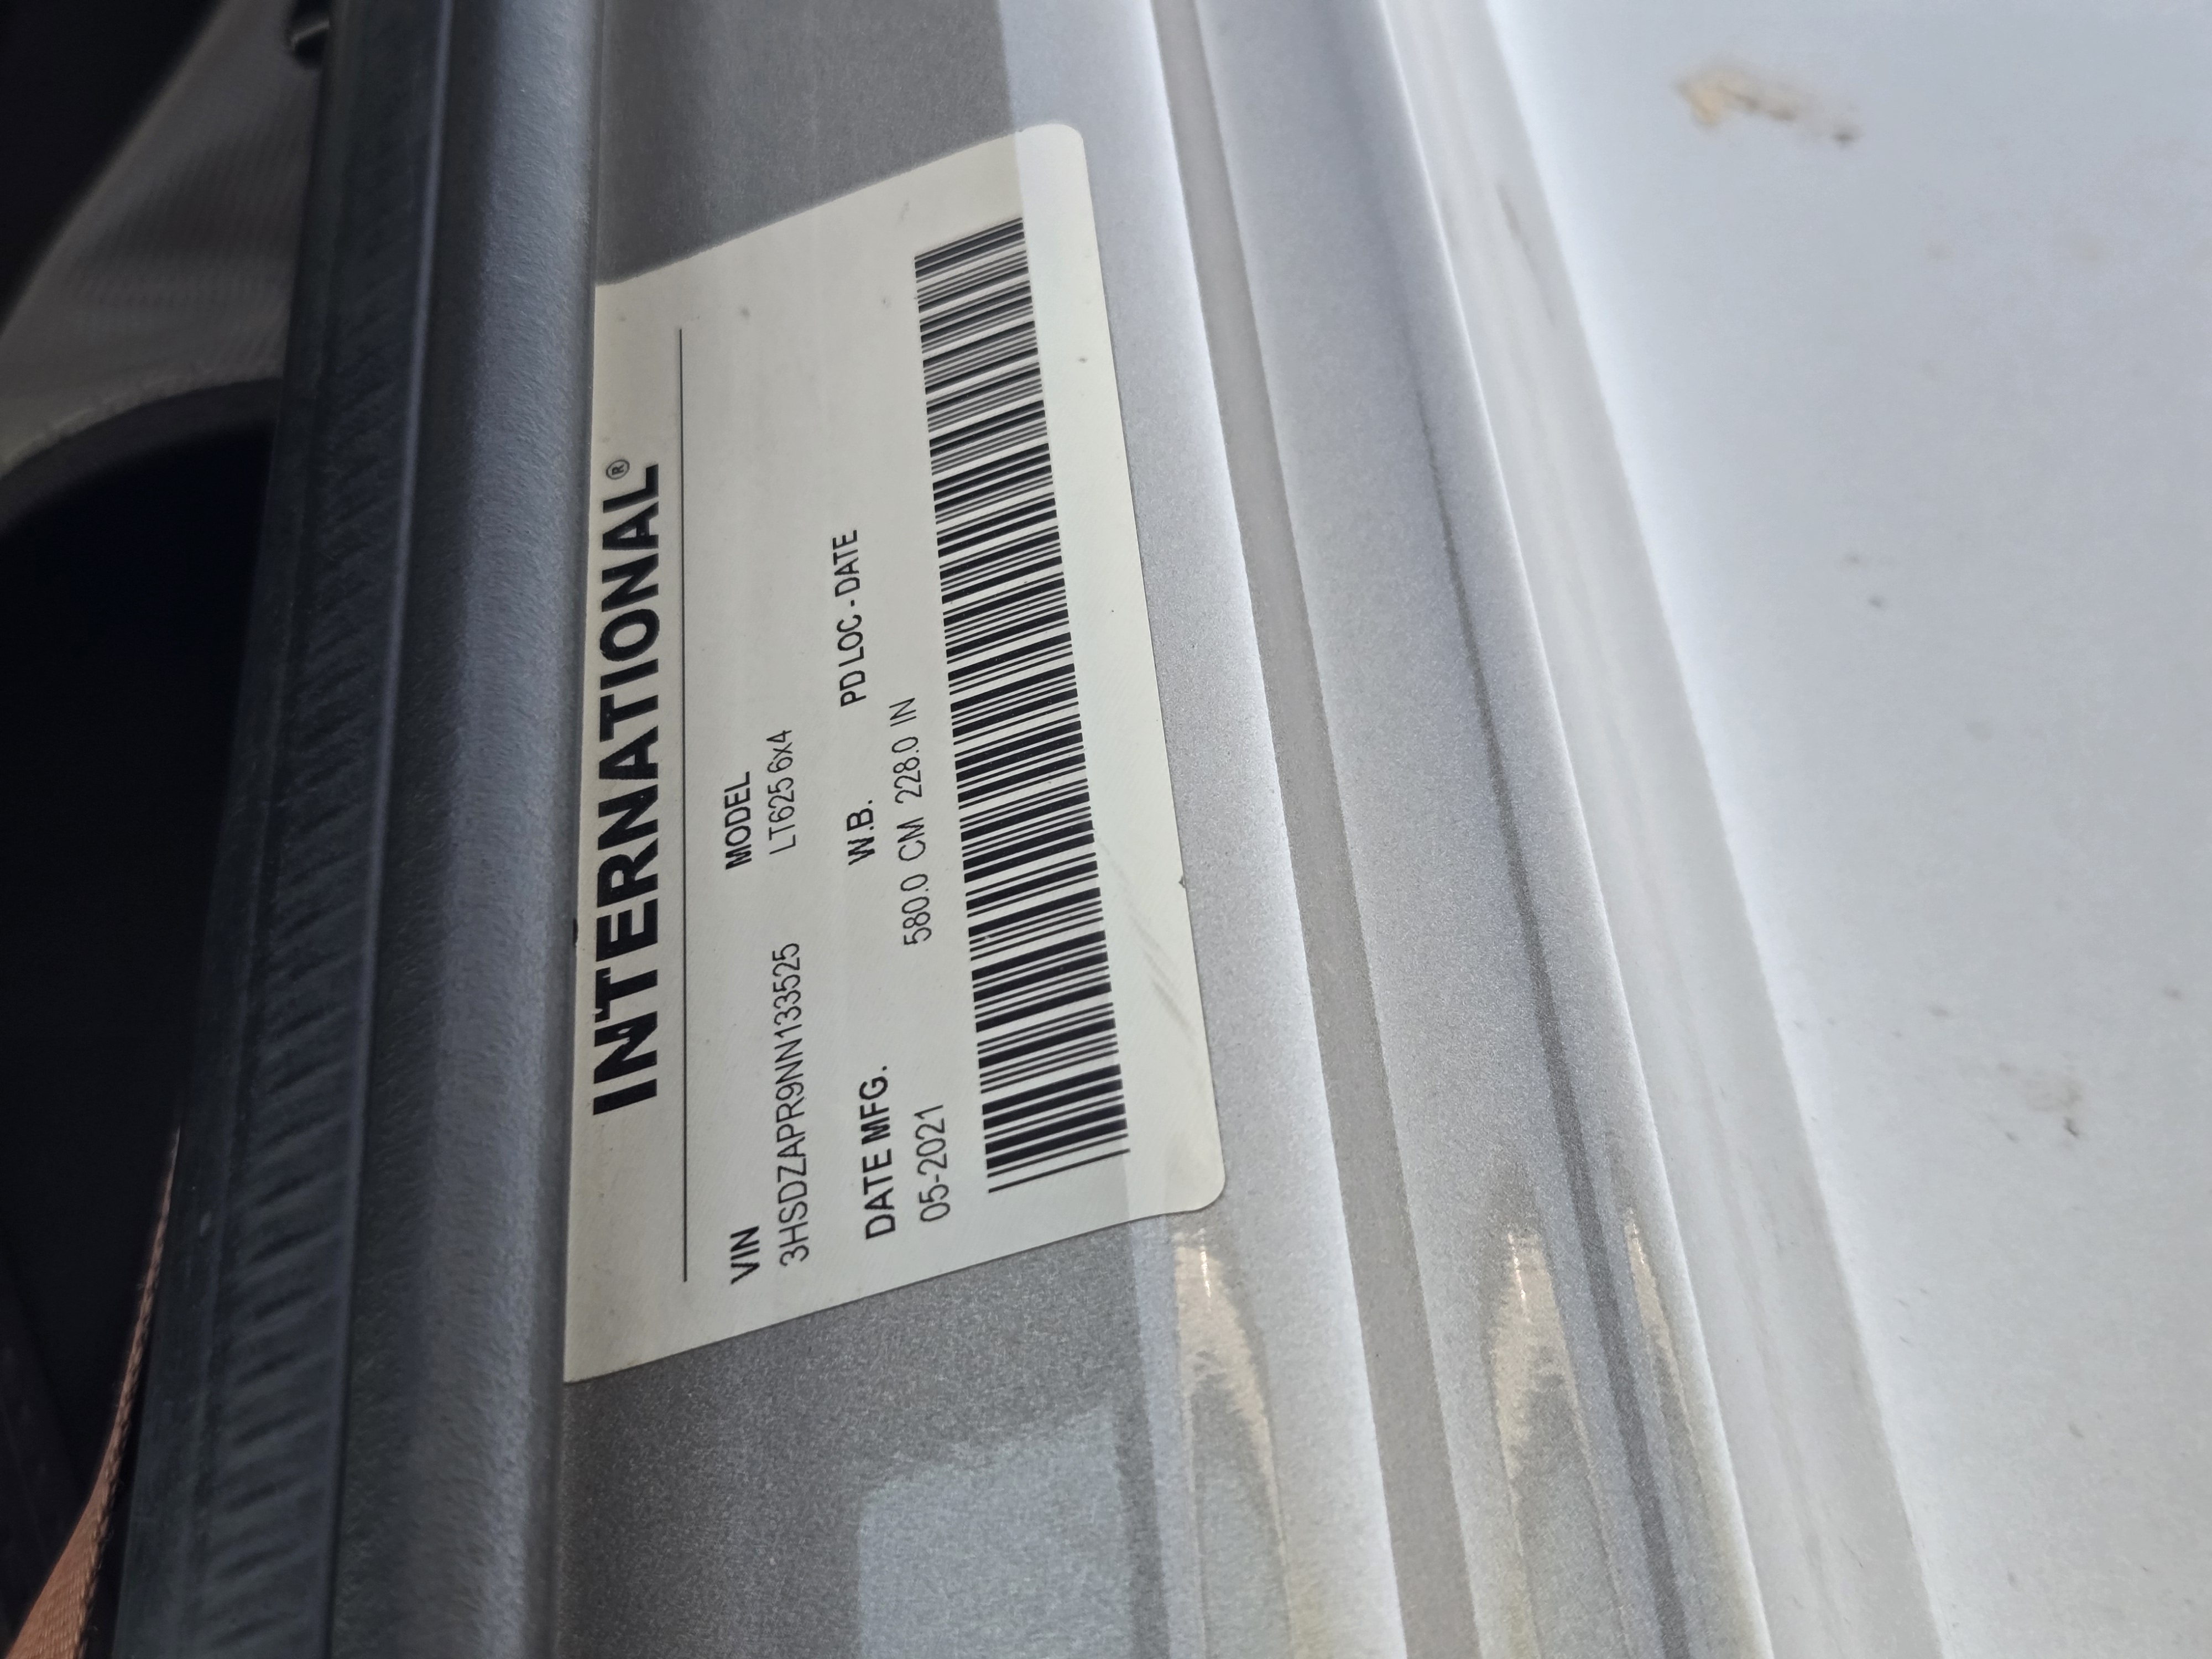 INTERNATIONAL®
VIN MODEL
3HSDZAPR9NN133525 LT625 6x4
DATE MFG. W.B. PD LOC - DATE
05-2021 580.0 CM 228.0 IN